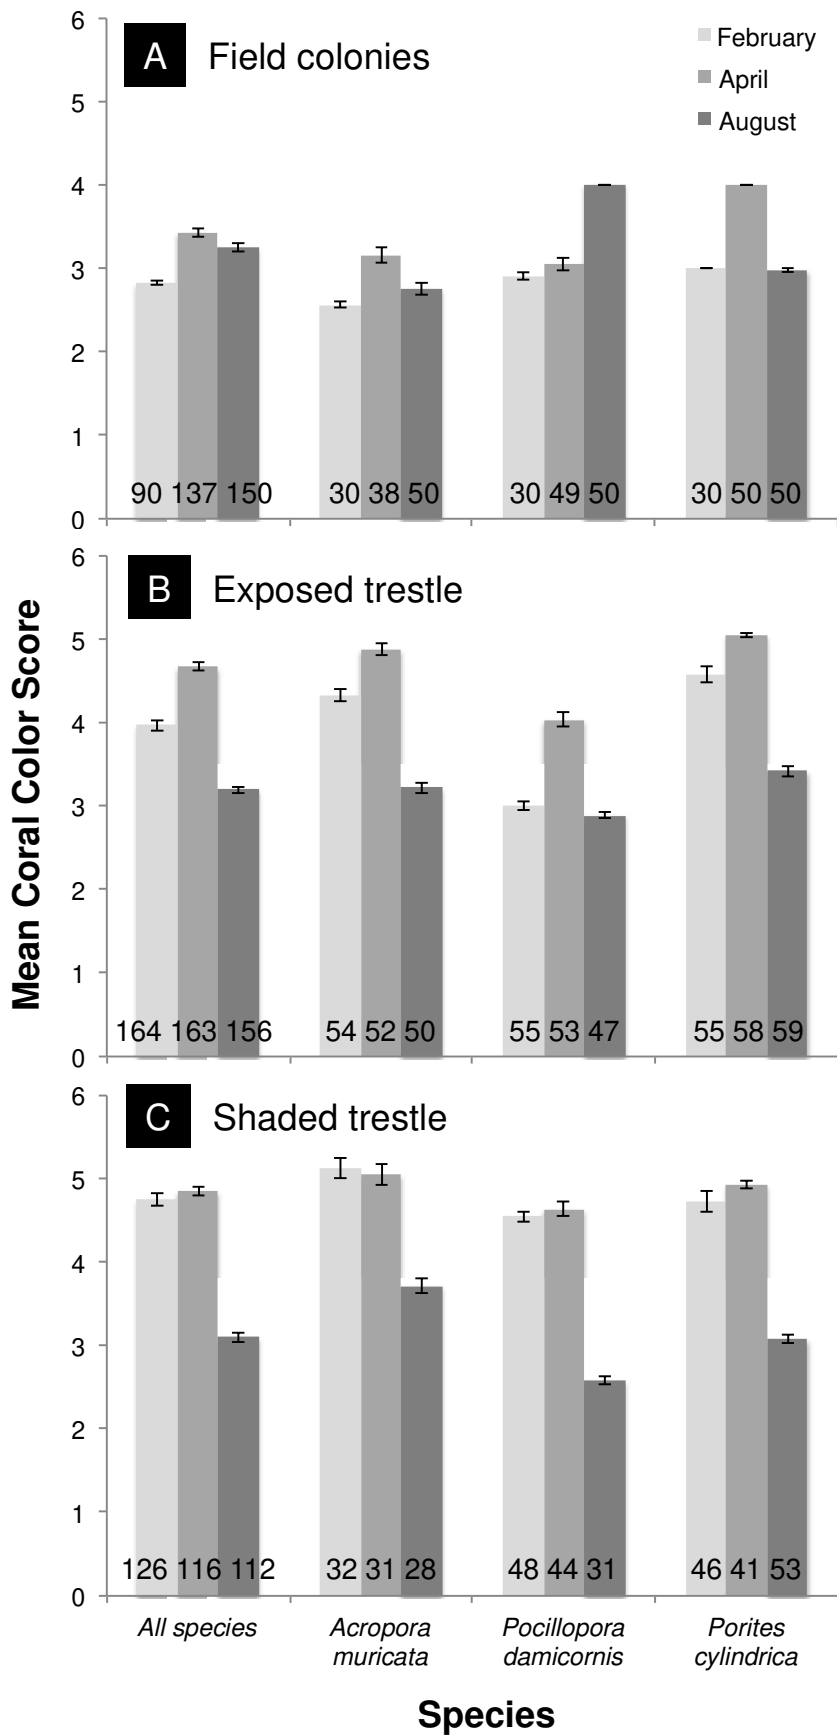 6
A Field colonies
February
April
August
5
4
3
2
1
0
90 137 150 30 38 50 30 49 50 30 50 50
Mean Coral Color Score
6
B Exposed trestle
5
4
3
2
1
0
164 163 156 54 52 50 55 53 47 55 58 59
6
C Shaded trestle
5
4
3
2
1
0
126 116 112 32 31 28 48 44 31 46 41 53
All species Acropora Pocillopora Porites
muricata damicornis cylindrica
Species